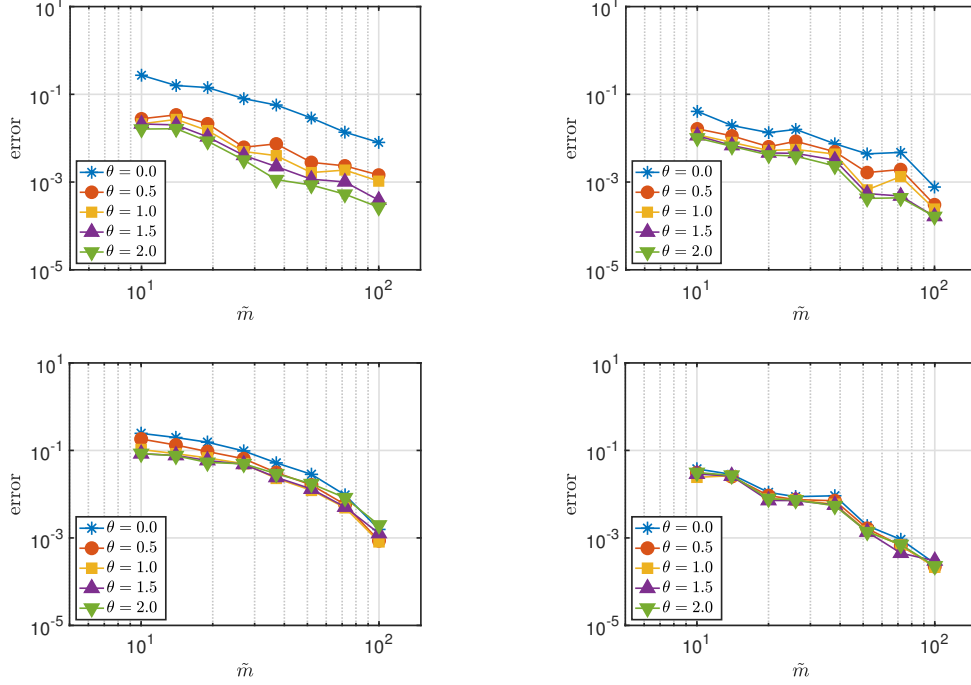 10^1
10^-1
10^-3
10^-5
error
θ = 0.0
θ = 0.5
θ = 1.0
θ = 1.5
θ = 2.0
10^1
10^2
m̃
10^1
10^-1
10^-3
10^-5
error
θ = 0.0
θ = 0.5
θ = 1.0
θ = 1.5
θ = 2.0
10^1
10^2
m̃
10^1
10^-1
10^-3
10^-5
error
θ = 0.0
θ = 0.5
θ = 1.0
θ = 1.5
θ = 2.0
10^1
10^2
m̃
10^1
10^-1
10^-3
10^-5
error
θ = 0.0
θ = 0.5
θ = 1.0
θ = 1.5
θ = 2.0
10^1
10^2
m̃